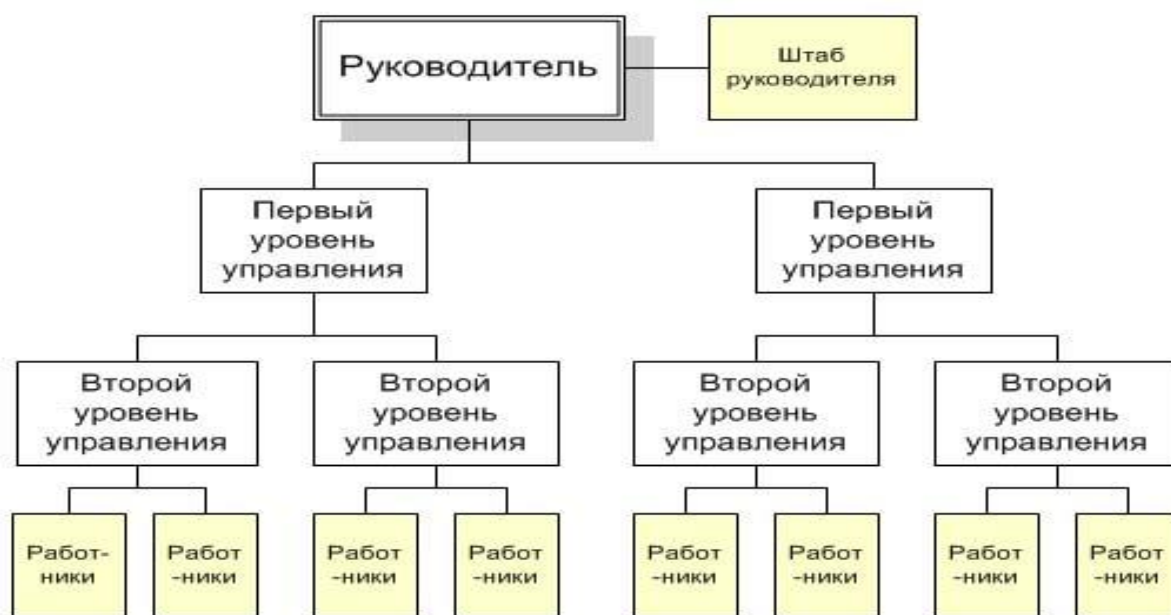 Руководитель
Штаб
руководителя
Первый
уровень
управления
Первый
уровень
управления
Второй
уровень
управления
Второй
уровень
управления
Второй
уровень
управления
Второй
уровень
управления
Работ-
ники
Работ
-ники
Работ
-ники
Работ
-ники
Работ
-ники
Работ
-ники
Работ
-ники
Работ
-ники